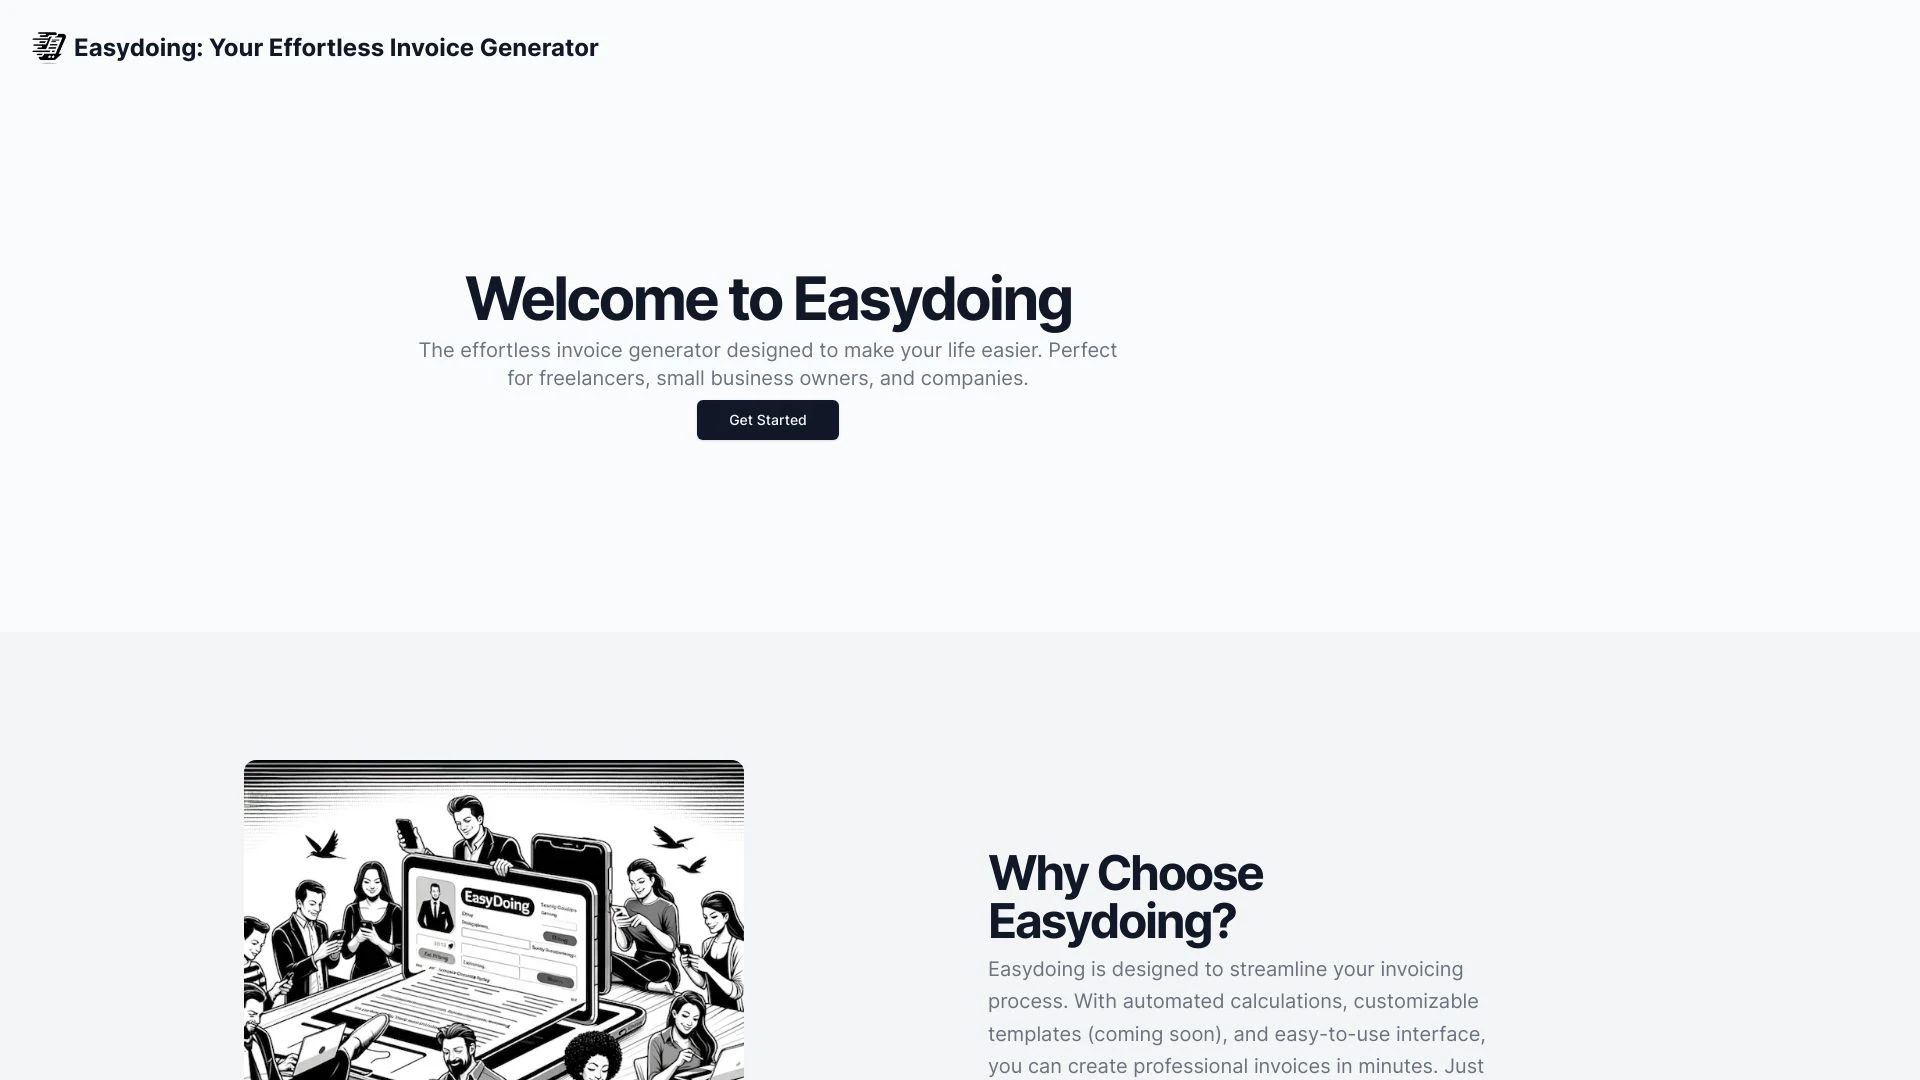 Easydoing: Your Effortless Invoice Generator
Welcome to Easydoing
The effortless invoice generator designed to make your life easier. Perfect
for freelancers, small business owners, and companies.
Get Started
EasyDoing
Why Choose
Easydoing?
Easydoing is designed to streamline your invoicing
process. With automated calculations, customizable
templates (coming soon), and easy-to-use interface,
you can create professional invoices in minutes. Just